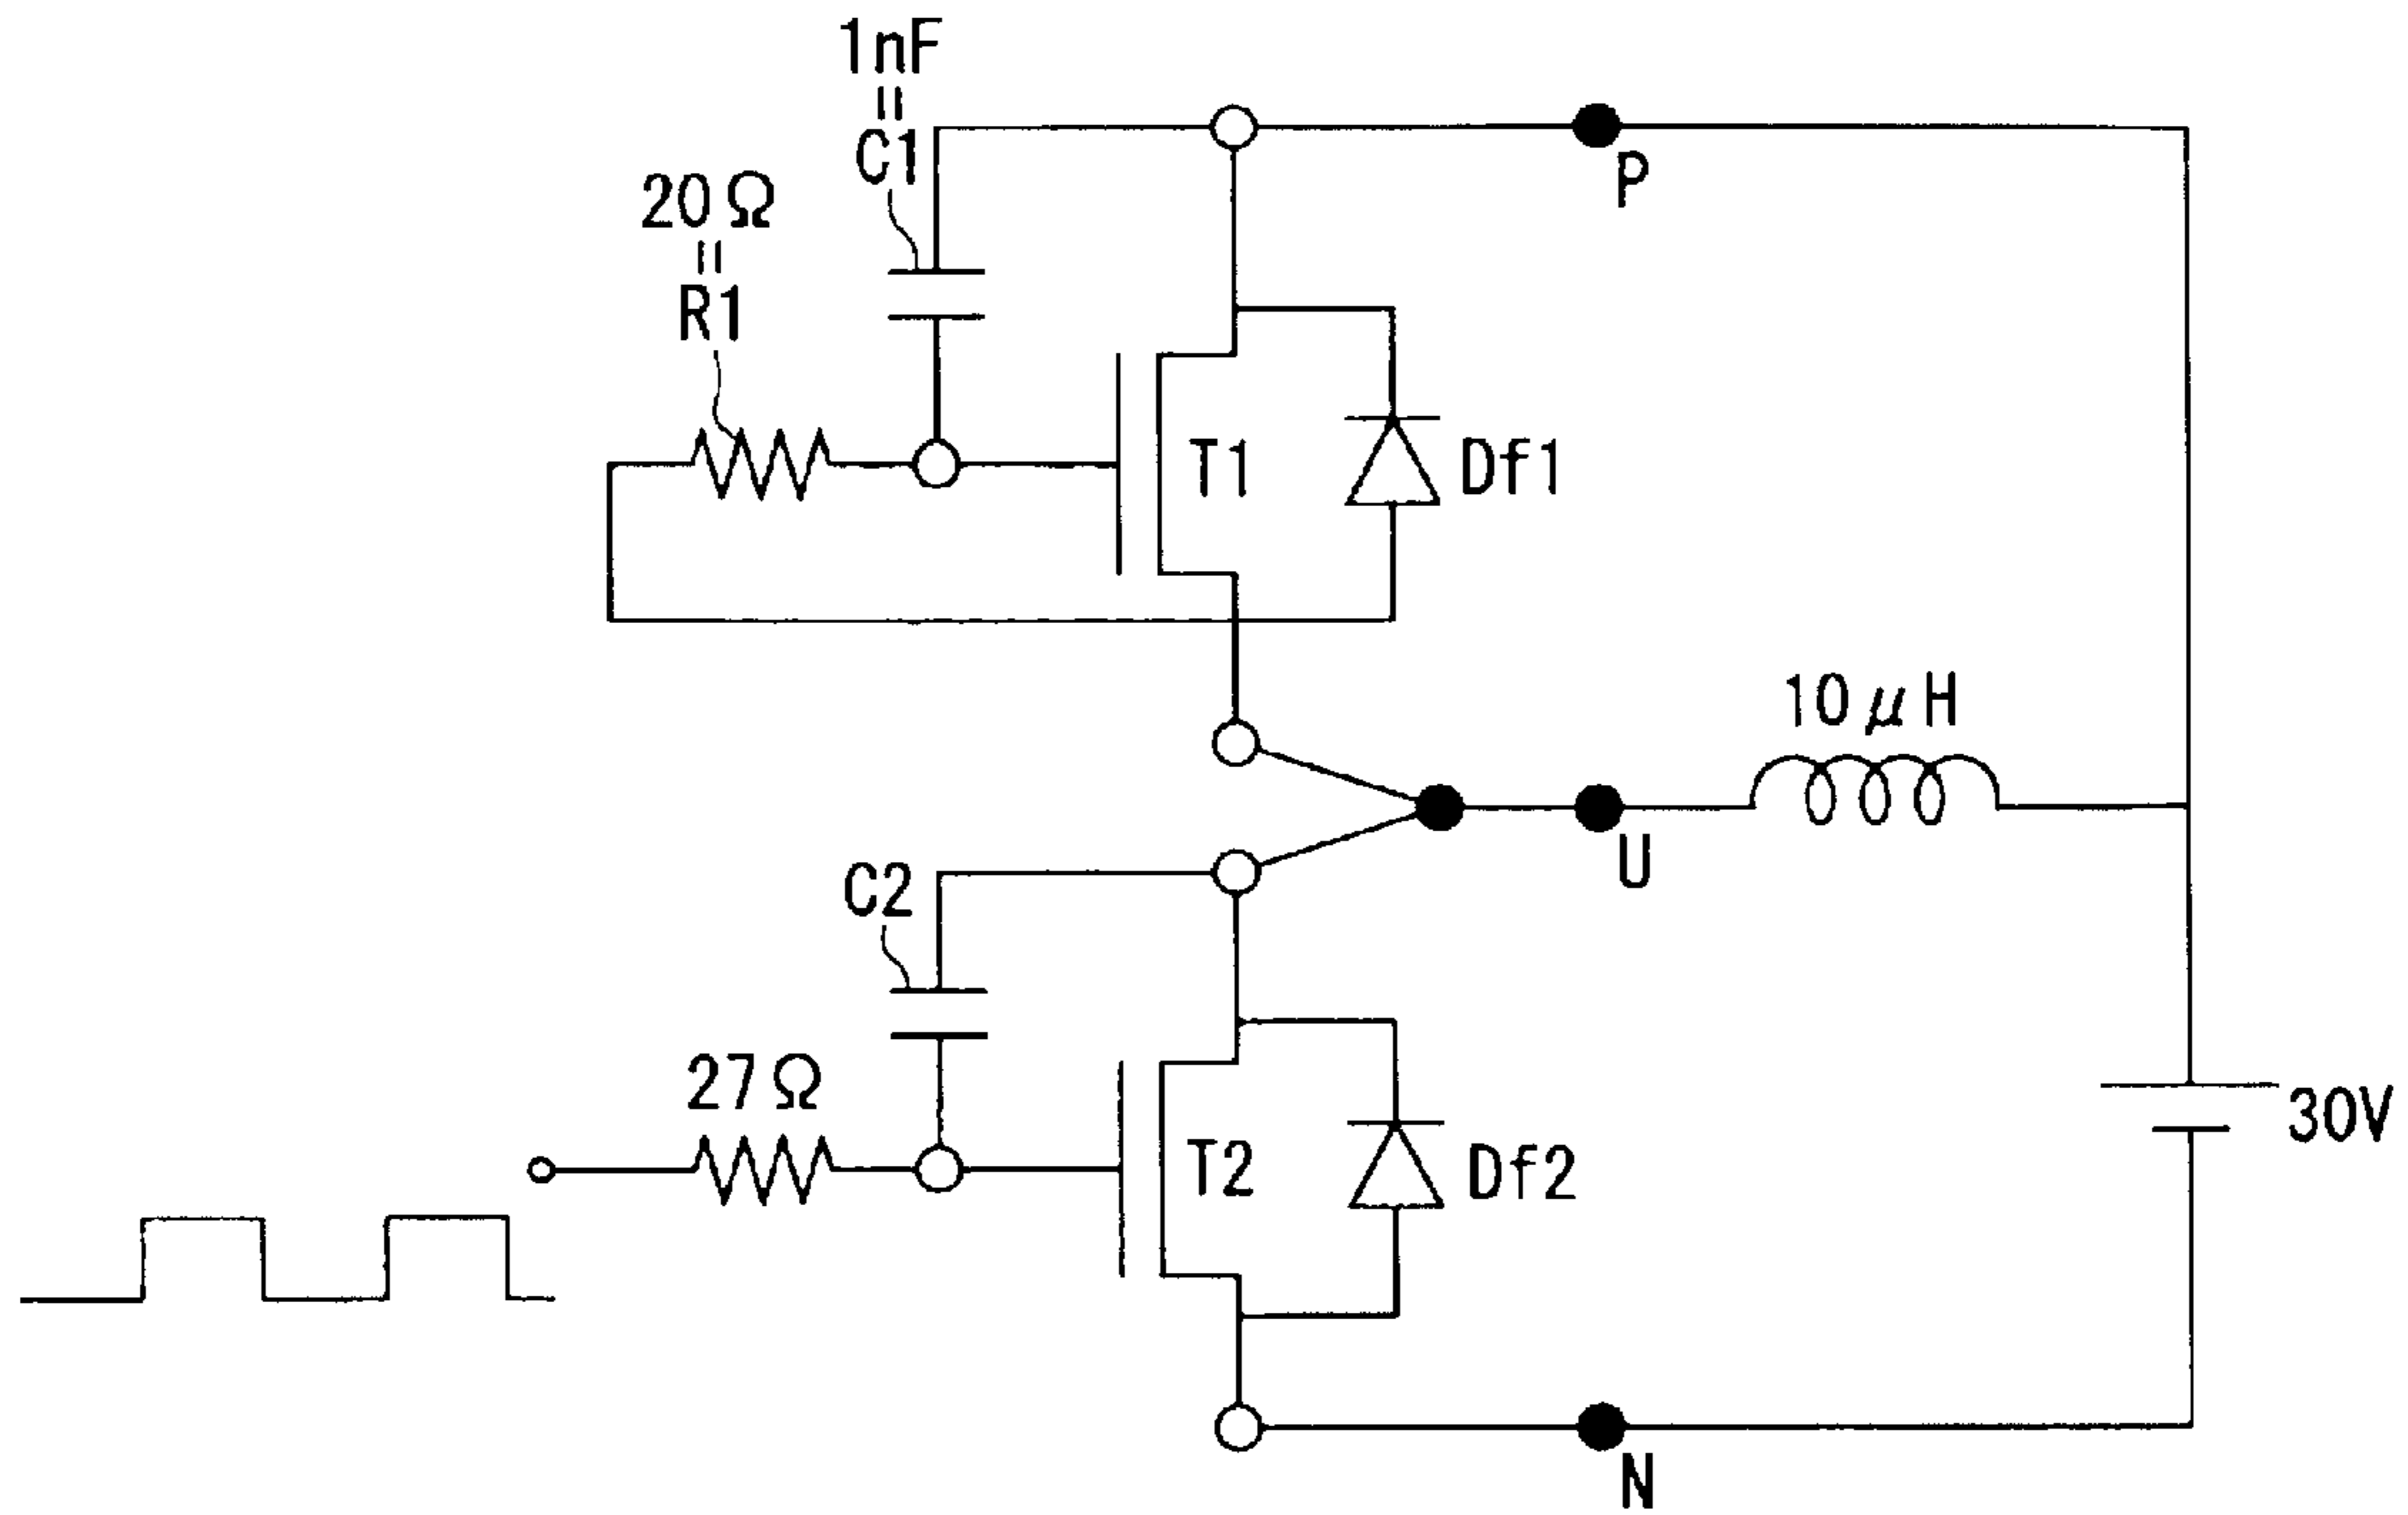 1nF
=
C1
20Ω
=
R1
P
T1
Df1
10μH
U
C2
27Ω
T2
Df2
30V
N